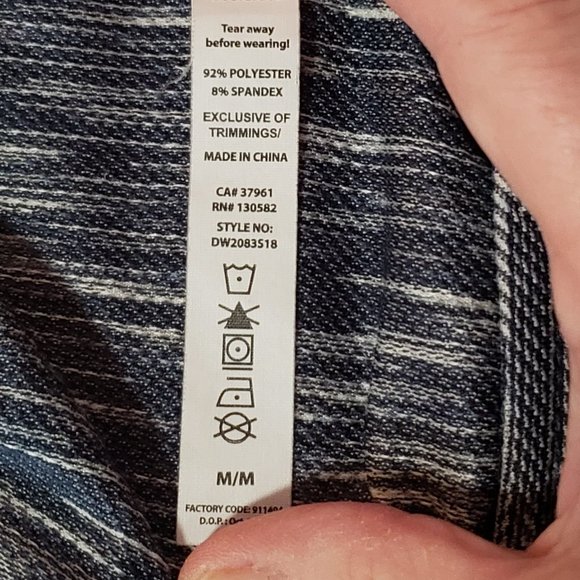 Tear away
before wearing!
92% POLYESTER
8% SPANDEX
EXCLUSIVE OF
TRIMMINGS/
MADE IN CHINA
CA# 37961
RN# 130582
STYLE NO:
DW2083S18
M/M
FACTORY CODE:
D.O.P.: